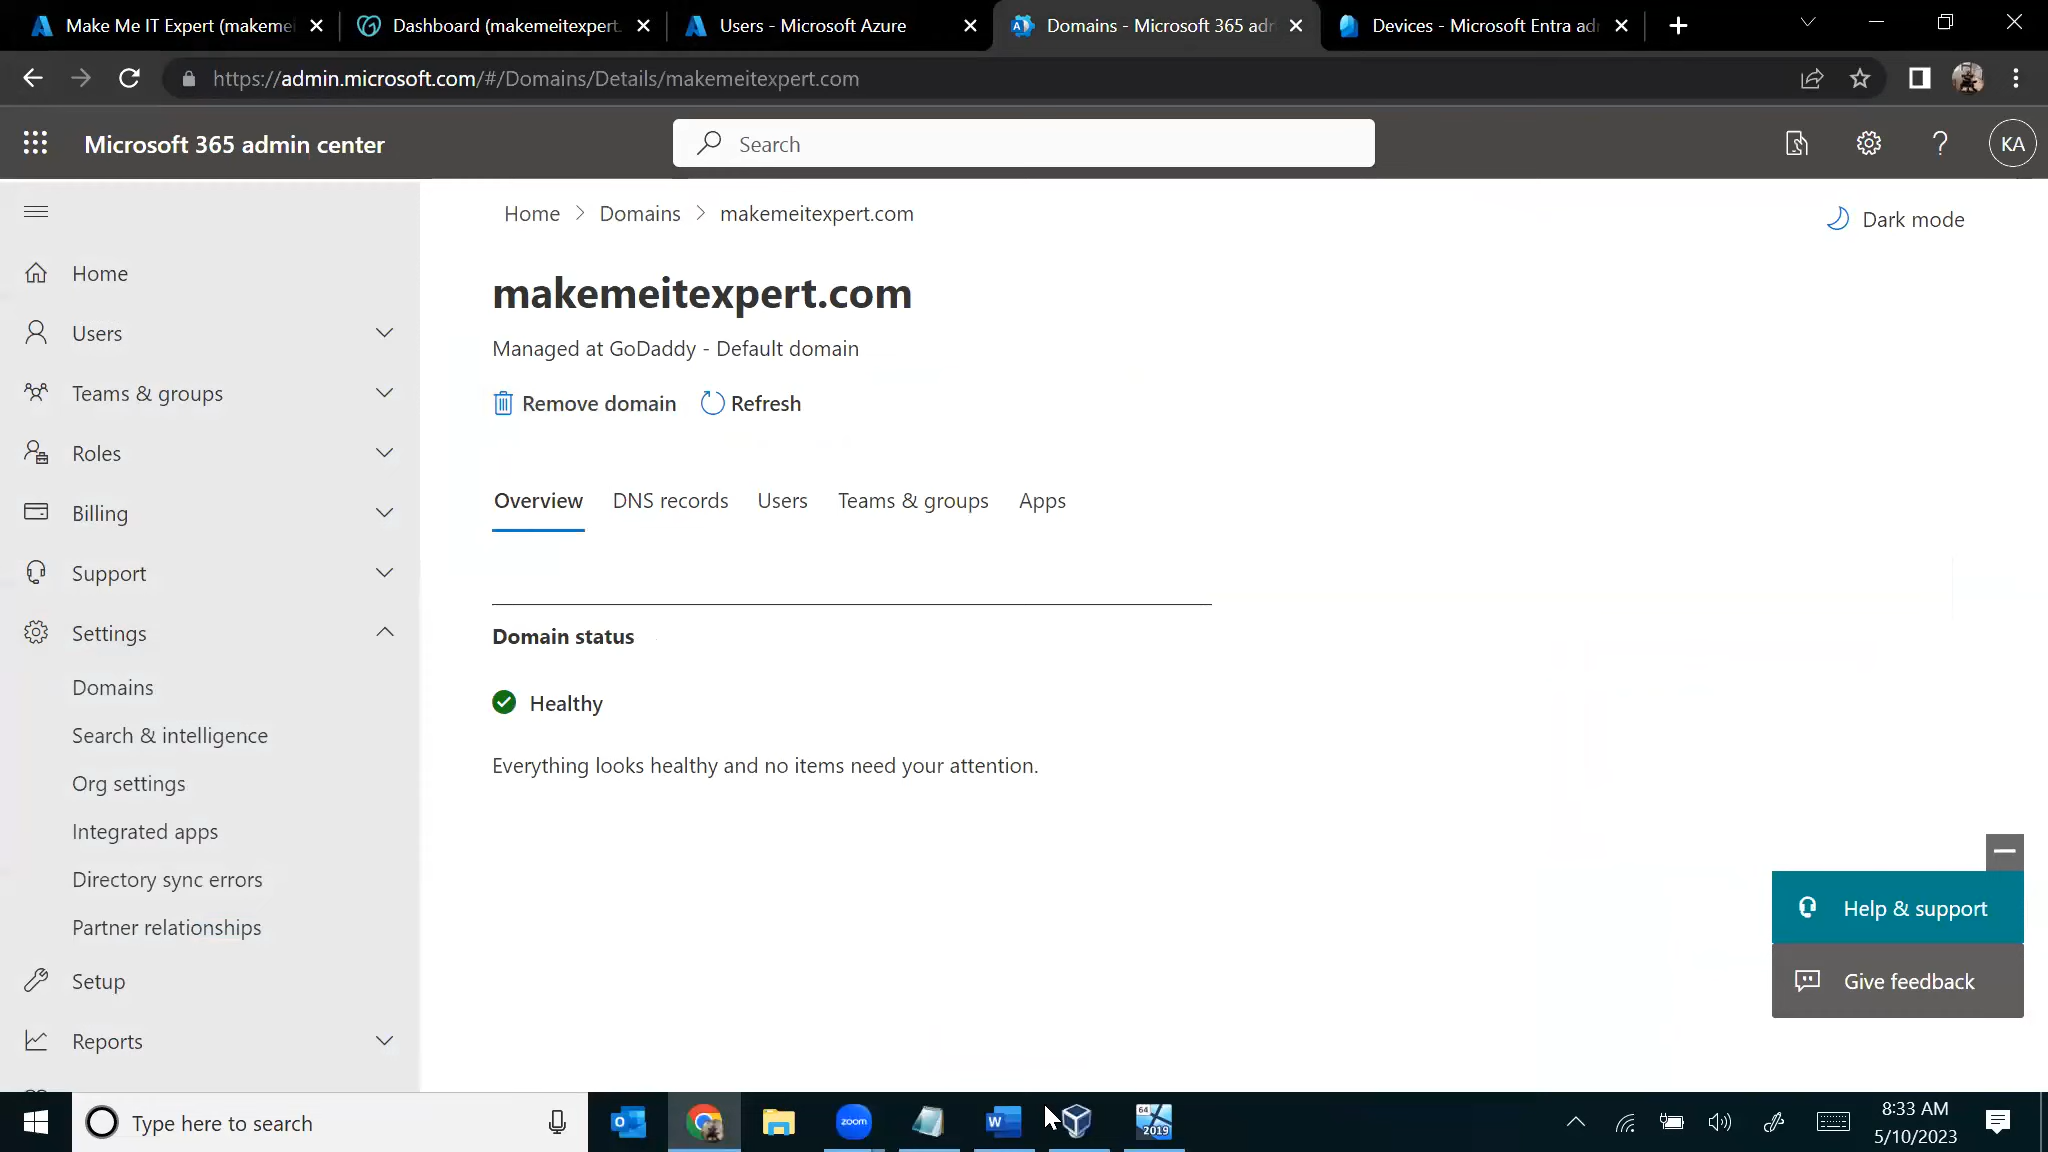 Make Me IT Expert (makeme
Dashboard (makemeitexpert.
Users - Microsoft Azure
Domains - Microsoft 365 adr
Devices - Microsoft Entra adr
https://admin.microsoft.com/#/Domains/Details/makemeitexpert.com
Microsoft 365 admin center
Search
KA
Home > Domains > makemeitexpert.com
Dark mode
Home
Users
Teams & groups
Roles
Billing
Support
Settings
Domains
Search & intelligence
Org settings
Integrated apps
Directory sync errors
Partner relationships
Setup
Reports
makemeitexpert.com
Managed at GoDaddy - Default domain
Remove domain
Refresh
Overview
DNS records
Users
Teams & groups
Apps
Domain status
Healthy
Everything looks healthy and no items need your attention.
Help & support
Give feedback
Type here to search
zoom
64
2019
8:33 AM
5/10/2023